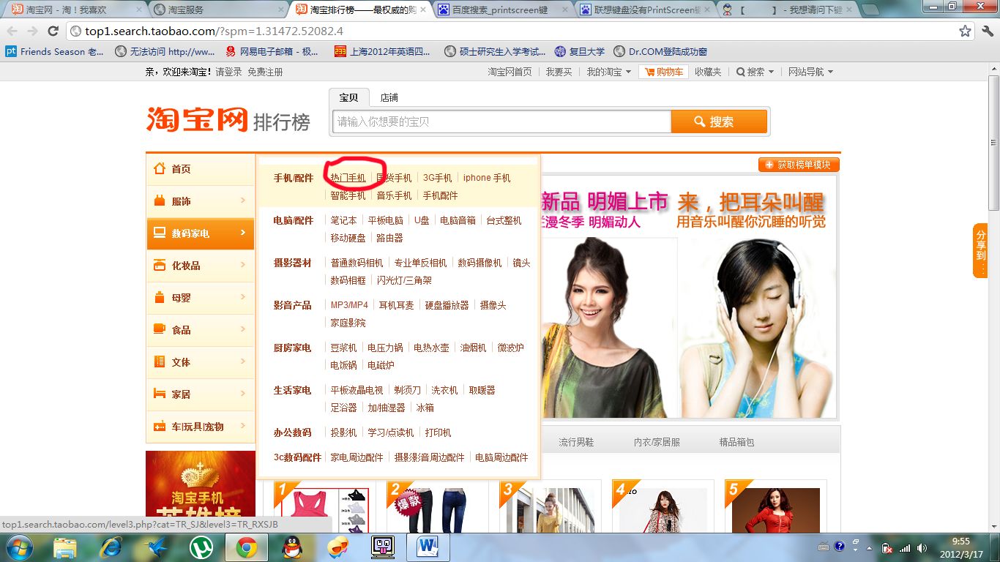 淘宝网 - 淘！我喜欢
淘宝服务
淘宝排行榜——最权威的购
百度搜索_printscreen键
联想键盘没有PrintScreen键
【 】 - 我想请问下键
top1.search.taobao.com/?spm=1.31472.52082.4
Friends Season 老...
无法访问 http://ww...
网易电子邮箱 - 极...
上海2012年英语四...
硕士研究生入学考试...
复旦大学
Dr.COM登陆成功窗
亲，欢迎来淘宝！请登录 免费注册
淘宝网首页 我要买 我的淘宝 购物车 收藏夹 搜索 网站导航
宝贝 店铺
淘宝网 排行榜
请输入你想要的宝贝 搜索
获取榜单模块
首页
服饰
数码家电
化妆品
母婴
食品
文体
家居
车|玩具|宠物
手机/配件 热门手机 国货手机 3G手机 iphone 手机
智能手机 音乐手机 手机配件
电脑/配件 笔记本 平板电脑 U盘 电脑音箱 台式整机
移动硬盘 路由器
摄影器材 普通数码相机 专业单反相机 数码摄像机 镜头
数码相框 闪光灯/三角架
影音产品 MP3/MP4 耳机耳麦 硬盘播放器 摄像头
家庭影院
厨房家电 豆浆机 电压力锅 电热水壶 油烟机 微波炉
电饭锅 电磁炉
生活家电 平板液晶电视 剃须刀 洗衣机 取暖器
足浴器 加/抽湿器 冰箱
办公数码 投影机 学习/点读机 打印机
3c数码配件 家电周边配件 摄影影音周边配件 电脑周边配件
新品 明媚上市
漫冬季 明媚动人
来，把耳朵叫醒
用音乐叫醒你沉睡的听觉
分享到
流行男鞋 内衣/家居服 精品箱包
淘宝手机
英雄榜
1
2
爆款
3
4
5
top1.search.taobao.com/level3.php?cat=TR_SJ&level3=TR_RXSJB
9:55
2012/3/17